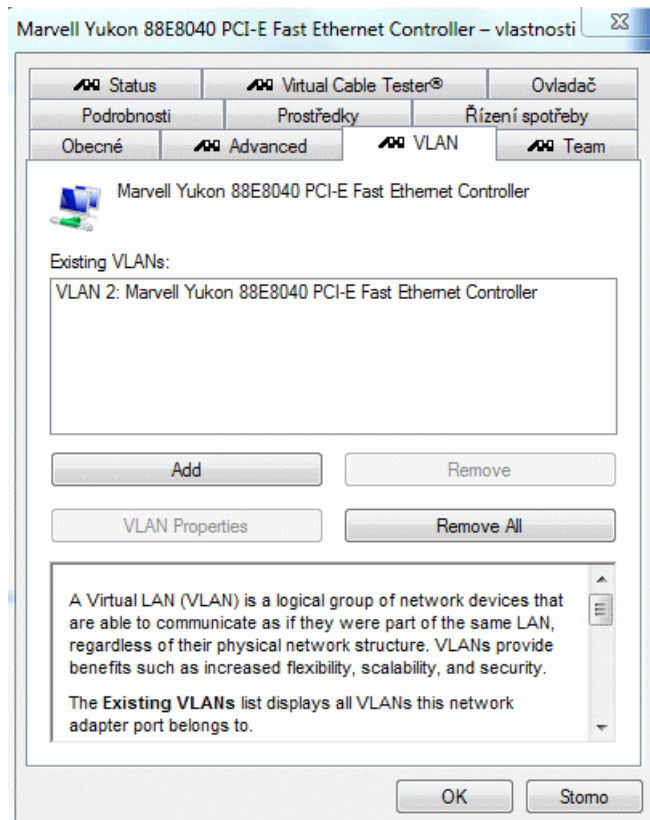 Marvell Yukon 88E8040 PCI-E Fast Ethernet Controller – vlastnosti
Status
Virtual Cable Tester®
Ovladač
Podrobnosti
Prostředky
Řízení spotřeby
Obecné
Advanced
VLAN
Team
Marvell Yukon 88E8040 PCI-E Fast Ethernet Controller
Existing VLANs:
VLAN 2: Marvell Yukon 88E8040 PCI-E Fast Ethernet Controller
Add
Remove
VLAN Properties
Remove All
A Virtual LAN (VLAN) is a logical group of network devices that
are able to communicate as if they were part of the same LAN,
regardless of their physical network structure. VLANs provide
benefits such as increased flexibility, scalability, and security.
The Existing VLANs list displays all VLANs this network
adapter port belongs to.
OK
Storno